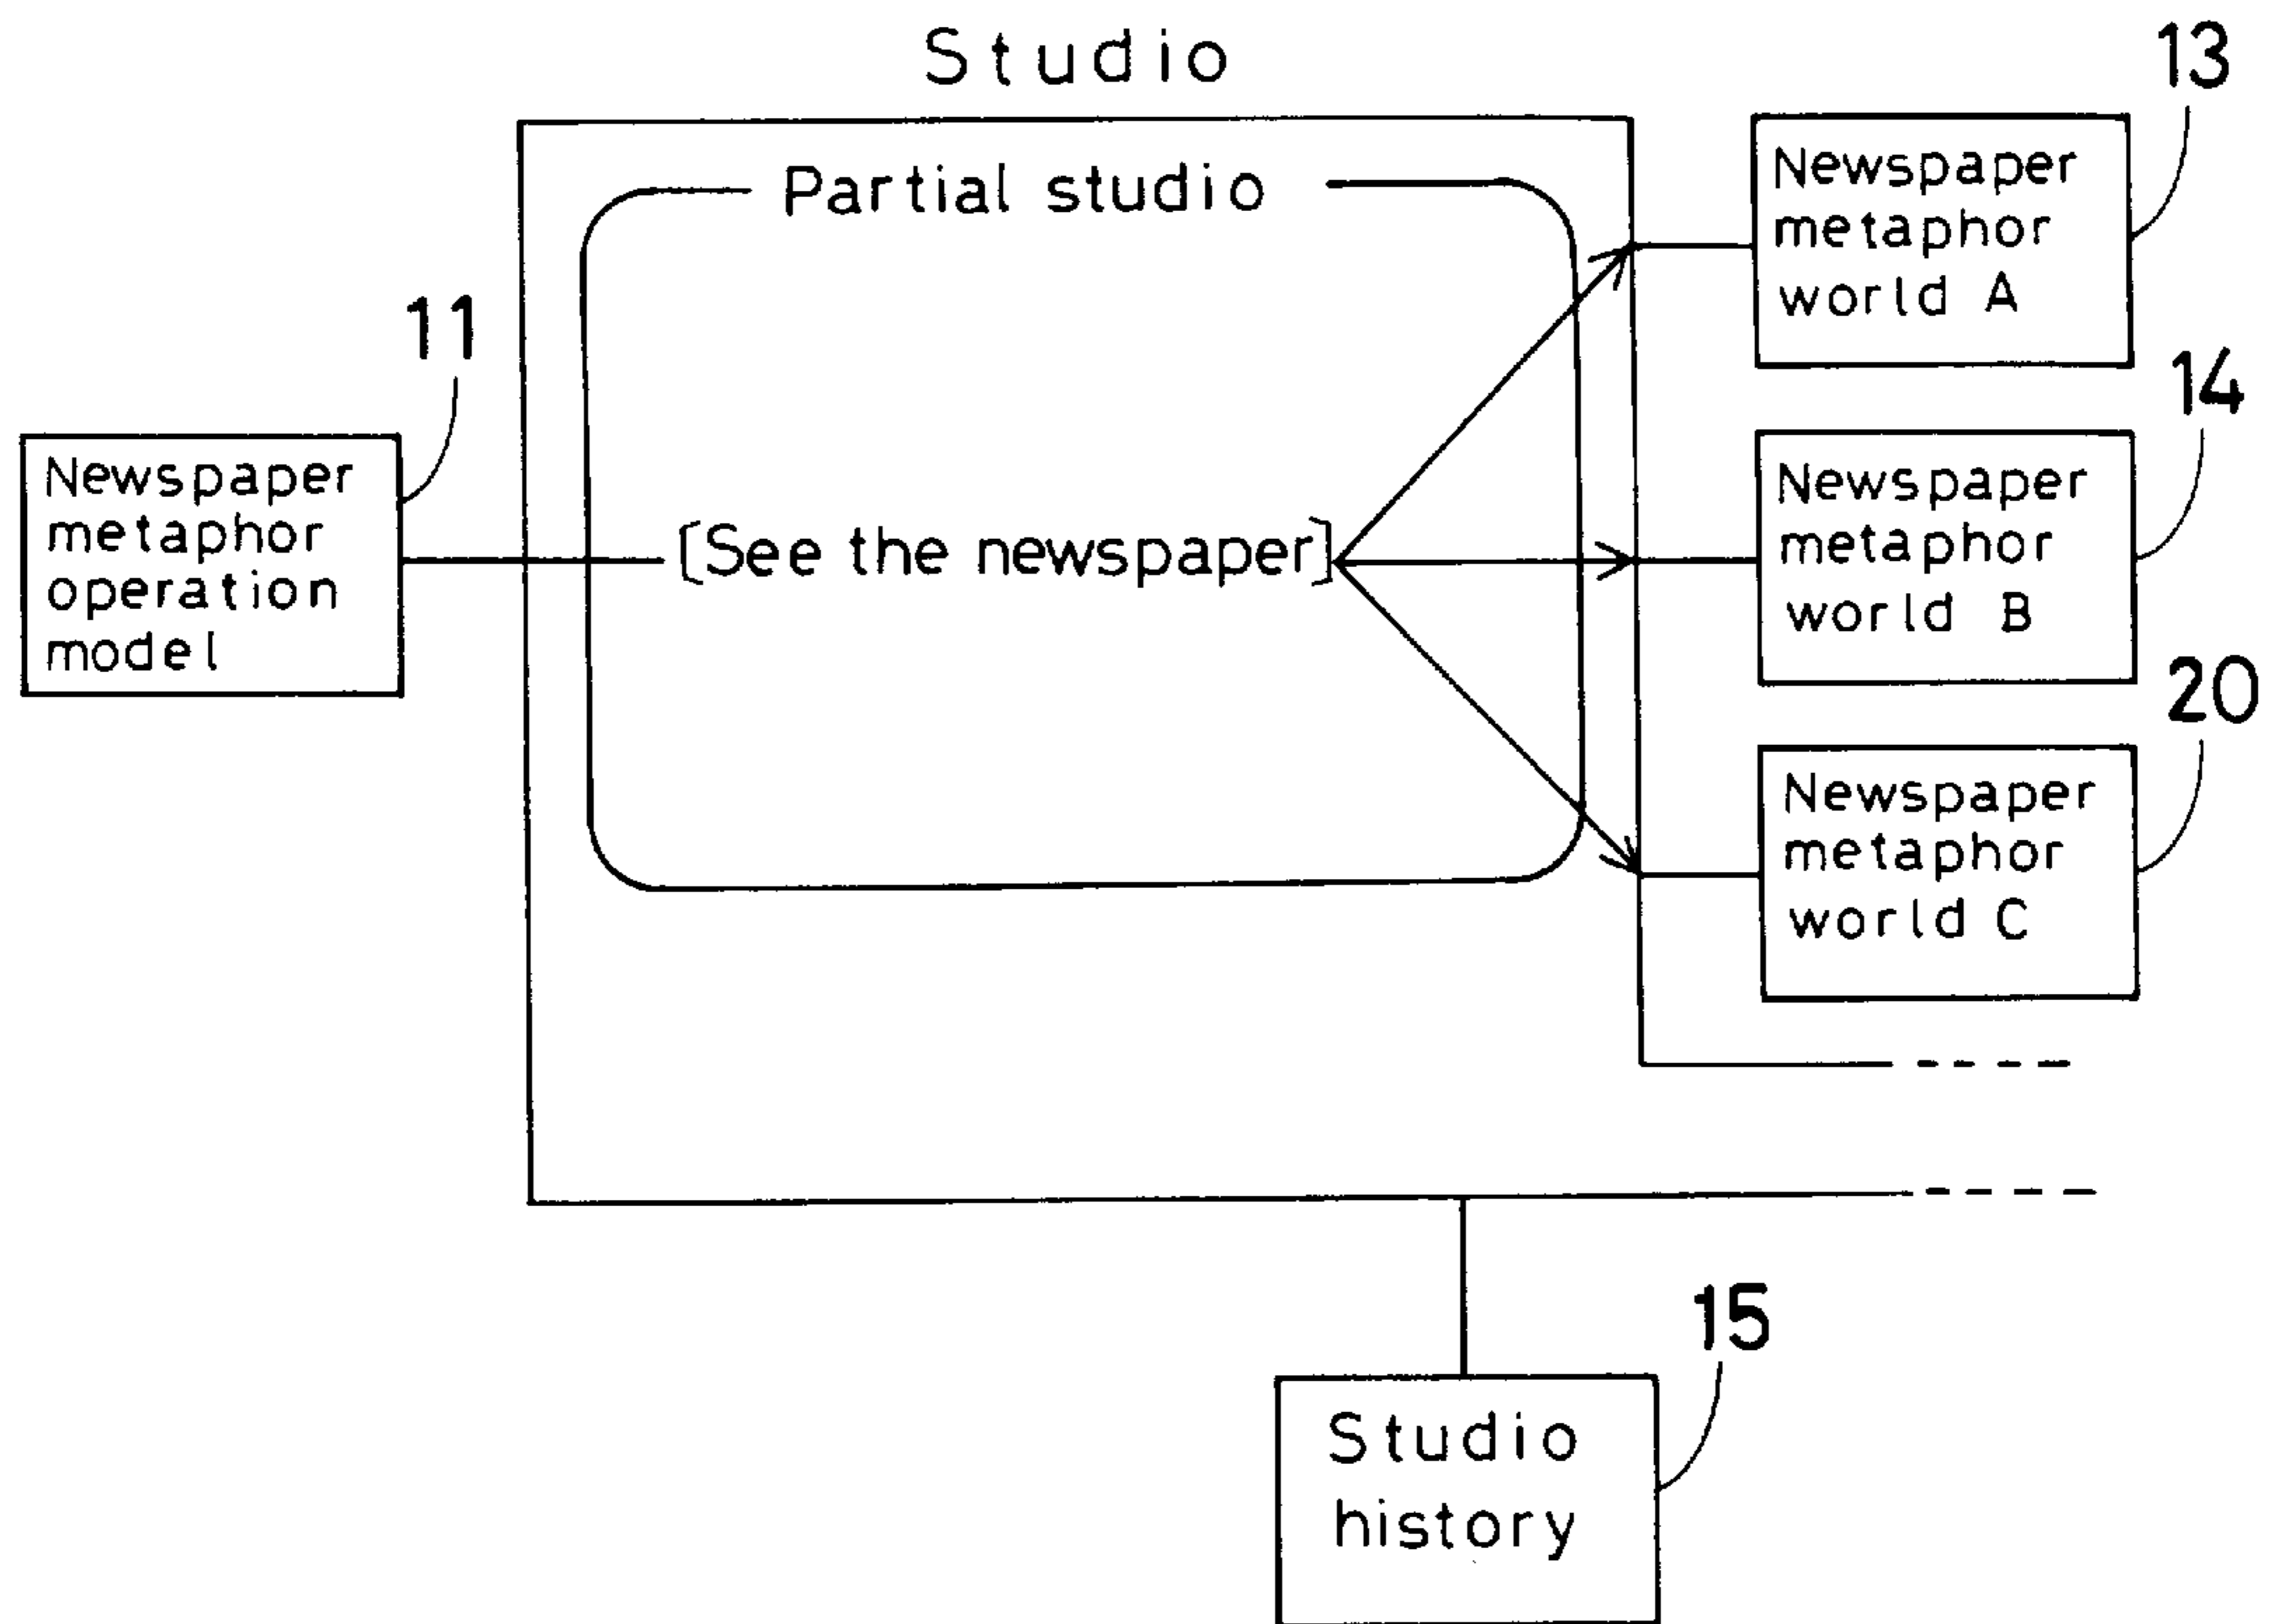 Studio
13
Partial studio
Newspaper
metaphor
world A
11
14
Newspaper
metaphor
operation
model
[See the newspaper]
Newspaper
metaphor
world B
20
Newspaper
metaphor
world C
15
Studio
history